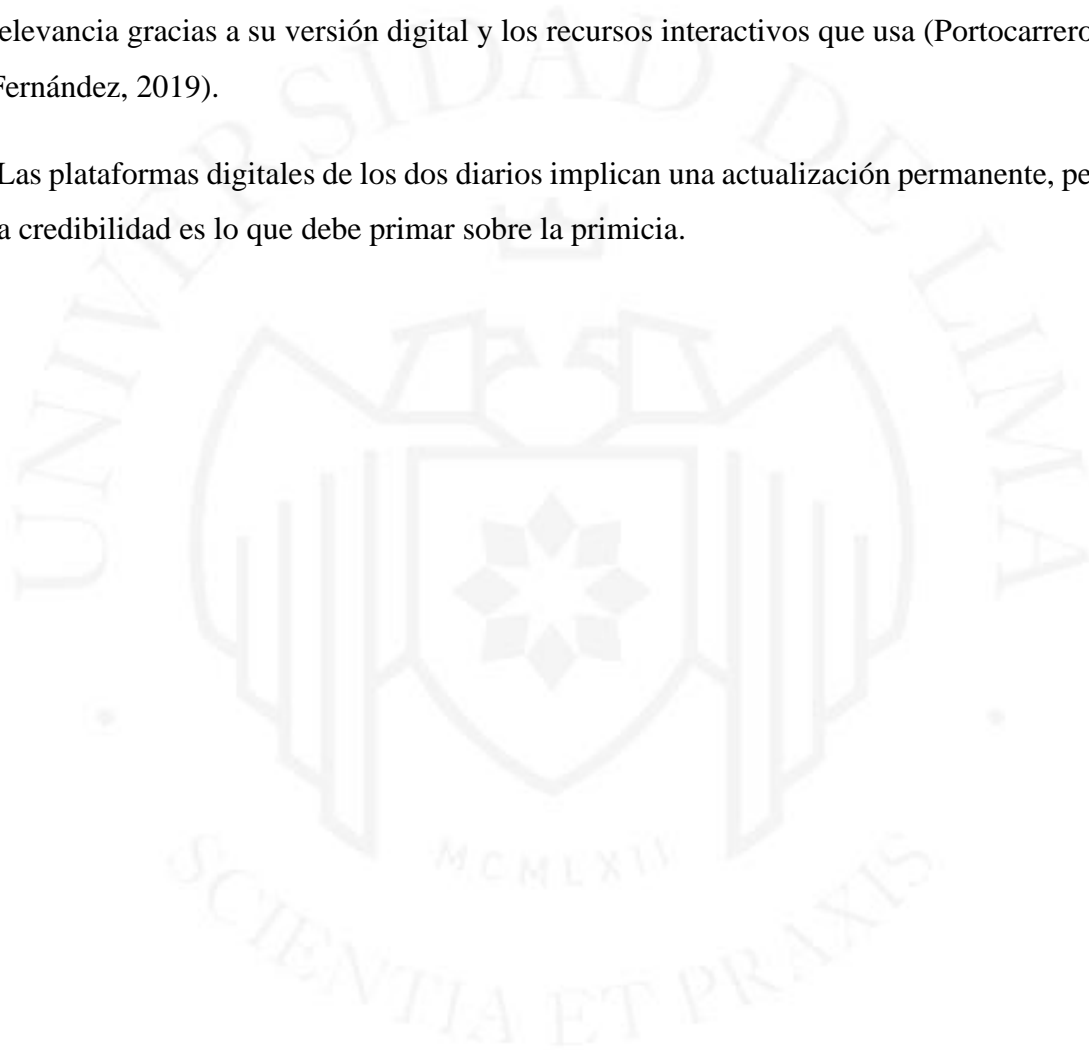 elevancia gracias a su versión digital y los recursos interactivos que usa (Portocarrero
Fernández, 2019).
Las plataformas digitales de los dos diarios implican una actualización permanente, pe
a credibilidad es lo que debe primar sobre la primicia.
UNIVERSIDAD DE LIMA
MCMLXII
SCIENTIA ET PRAXIS